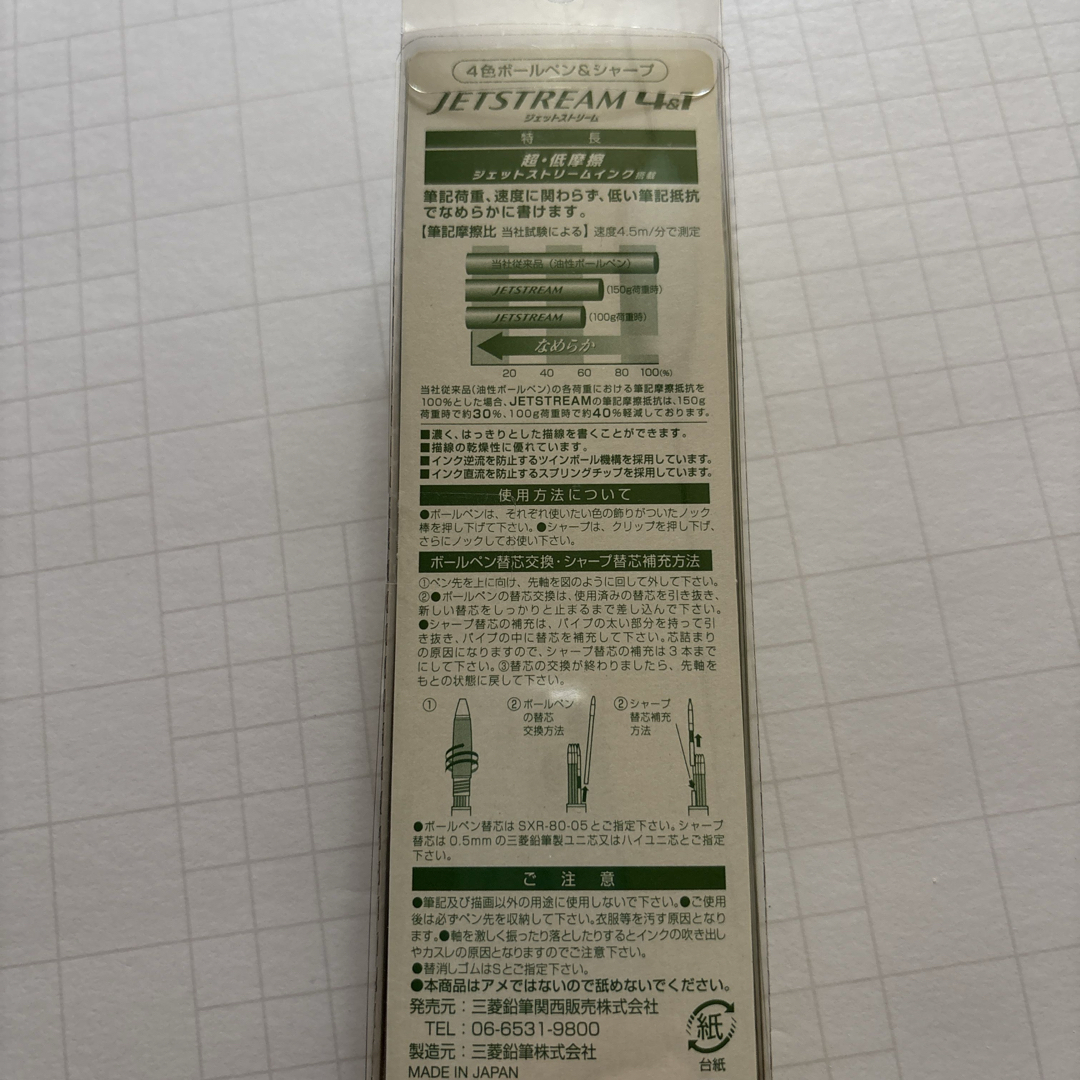 4色ボールペン&シャープ
JETSTREAM 4&1
ジェットストリーム
特 長
超・低摩擦
ジェットストリームインク搭載
筆記荷重、速度に関わらず、低い筆記抵抗
でなめらかに書けます。
【筆記摩擦比 当社試験による】速度4.5m/分で測定
当社従来品（油性ボールペン）
JETSTREAM (150g荷重時)
JETSTREAM (100g荷重時)
なめらか
20 40 60 80 100(%)
当社従来品(油性ボールペン)の各荷重における筆記摩擦抵抗を
100%とした場合、JETSTREAMの筆記摩擦抵抗は、150g
荷重時で約30%、100g荷重時で約40%軽減しております。
■濃く、はっきりとした描線を書くことができます。
■描線の乾燥性に優れています。
■インク逆流を防止するツインボール機構を採用しています。
■インク直流を防止するスプリングチップを採用しています。
使用方法について
●ボールペンは、それぞれ使いたい色の飾りがついたノック
棒を押し下げて下さい。●シャープは、クリップを押し下げ、
さらにノックしてお使い下さい。
ボールペン替芯交換・シャープ替芯補充方法
①ペン先を上に向け、先軸を図のように回して外して下さい。
②●ボールペンの替芯交換は、使用済みの替芯を引き抜き、
新しい替芯をしっかりと止まるまで差し込んで下さい。
●シャープ替芯の補充は、パイプの太い部分を持って引
き抜き、パイプの中に替芯を補充して下さい。芯詰まり
の原因になりますので、シャープ替芯の補充は3本まで
にして下さい。③替芯の交換が終わりましたら、先軸を
もとの状態に戻して下さい。
①
②ボールペン
の替芯
交換方法
②シャープ
替芯補充
方法
●ボールペン替芯はSXR-80-05とご指定下さい。シャープ
替芯は0.5mmの三菱鉛筆製ユニ芯又はハイユニ芯とご指定
下さい。
ご 注 意
●筆記及び描画以外の用途に使用しないで下さい。●ご使用
後は必ずペン先を収納して下さい。衣服等を汚す原因となり
ます。●軸を激しく振ったり落としたりするとインクの吹き出し
やカスレの原因となりますのでご注意下さい。
●替消しゴムはSとご指定下さい。
●本商品はアメではないので舐めないでください。
発売元：三菱鉛筆関西販売株式会社
TEL：06-6531-9800
製造元：三菱鉛筆株式会社
MADE IN JAPAN
紙
台紙